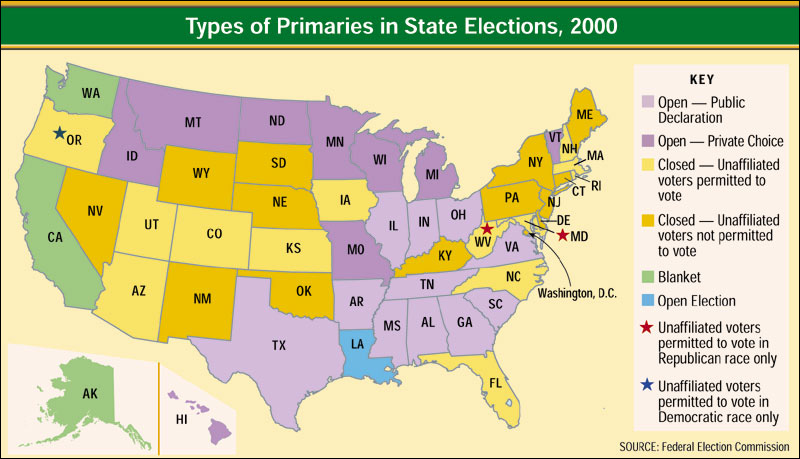 Types of Primaries in State Elections, 2000
WA
OR
CA
NV
ID
MT
WY
UT
AZ
CO
NM
ND
SD
NE
KS
OK
TX
MN
IA
MO
AR
LA
WI
MI
IL
IN
OH
KY
TN
MS
AL
GA
FL
SC
NC
VA
WV
PA
NY
VT
NH
ME
MA
RI
CT
NJ
DE
MD
Washington, D.C.
AK
HI
KEY
Open — Public
Declaration
Open — Private Choice
Closed — Unaffiliated
voters permitted to
vote
Closed — Unaffiliated
voters not permitted
to vote
Blanket
Open Election
Unaffiliated voters
permitted to vote in
Republican race only
Unaffiliated voters
permitted to vote in
Democratic race only
SOURCE: Federal Election Commission